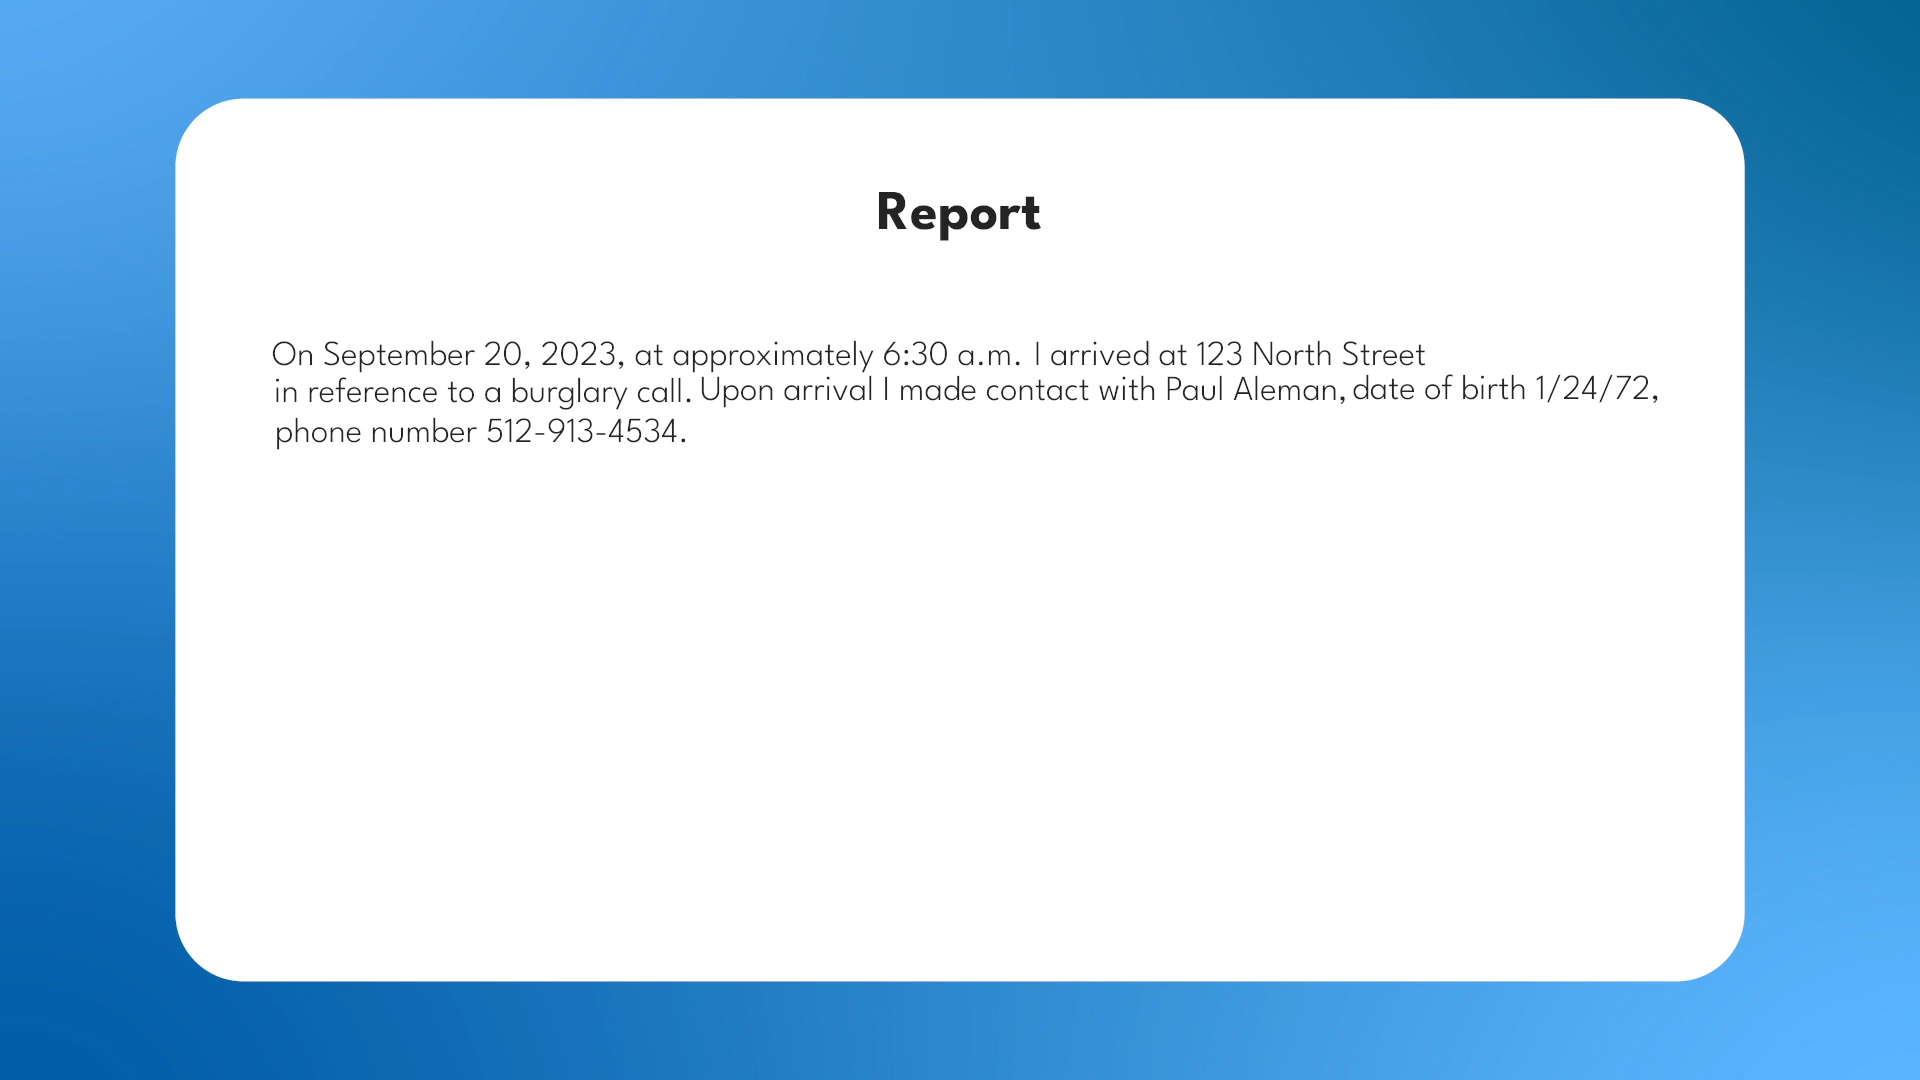 Report
On September 20, 2023, at approximately 6:30 a.m. I arrived at 123 North Street
in reference to a burglary call. Upon arrival I made contact with Paul Aleman, date of birth 1/24/72,
phone number 512-913-4534.